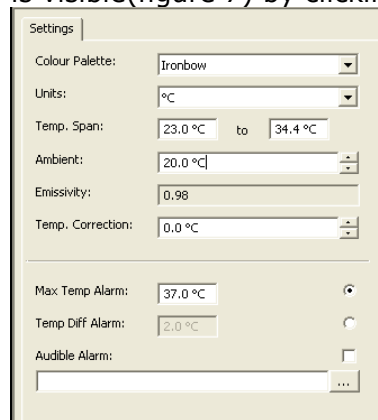 is visible(figure 7) by clicki
Settings
Colour Palette: Ironbow
Units: °C
Temp. Span: 23.0 °C to 34.4 °C
Ambient: 20.0 °C
Emissivity: 0.98
Temp. Correction: 0.0 °C
Max Temp Alarm: 37.0 °C
Temp Diff Alarm: 2.0 °C
Audible Alarm:
...